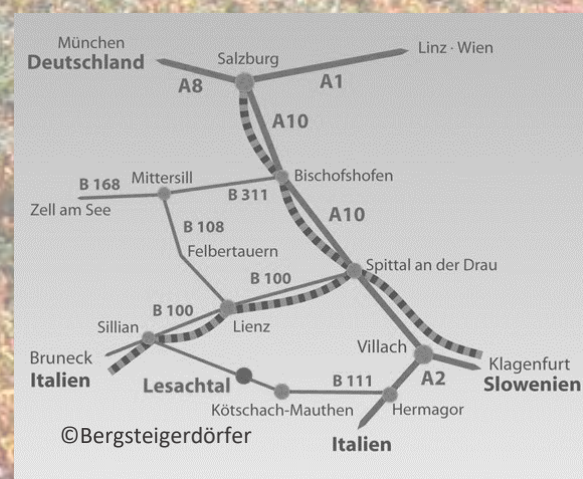 München
Deutschland
Salzburg
Linz · Wien
A8
A1
A10
Mittersill
Bischofshofen
B 168
B 311
Zell am See
A10
B 108
Felbertauern
Spittal an der Drau
B 100
B 100
Sillian
Lienz
Villach
Bruneck
Italien
Klagenfurt
Slowenien
Lesachtal
B 111
A2
Kötschach-Mauthen
Hermagor
©Bergsteigerdörfer
Italien